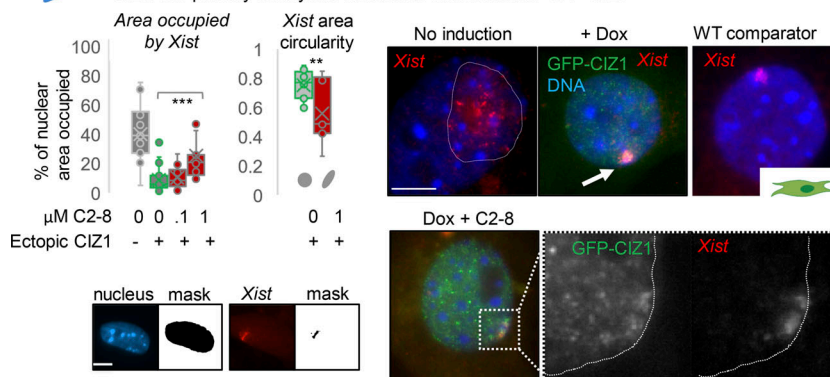 Area occupied
by Xist
% of nuclear
area occupied
100
80
60
40
20
0
***
μM C2-8 0 0 .1 1
Ectopic CIZ1 - + + +
Xist area
circularity
1
0.8
0.6
0.4
0.2
0
**
0 1
+ +
nucleus mask Xist mask
No induction + Dox WT comparator
Xist
GFP-CIZ1 Xist
DNA
Xist
Dox + C2-8
GFP-CIZ1 Xist